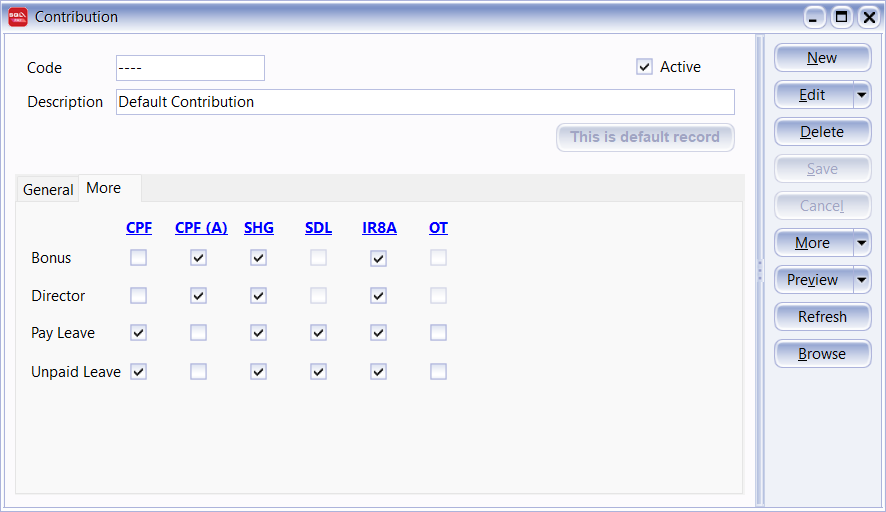 SQL
Contribution
Code ---- Active
Description Default Contribution
This is default record
General More
CPF CPF (A) SHG SDL IR8A OT
Bonus
Director
Pay Leave
Unpaid Leave
New
Edit
Delete
Save
Cancel
More
Preview
Refresh
Browse